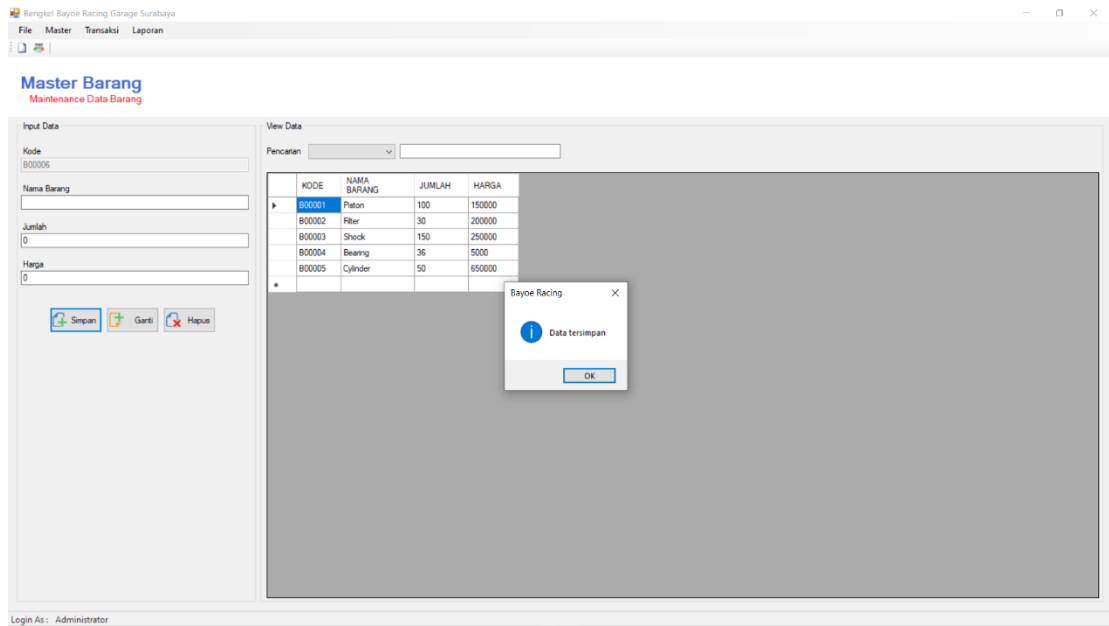 Bengkel Bayoe Racing Garage Surabaya
File Master Transaksi Laporan
Master Barang
Maintenance Data Barang
Input Data
Kode
B00006
Nama Barang
Jumlah
0
Harga
0
Simpan Ganti Hapus
View Data
Pencarian
KODE NAMA BARANG JUMLAH HARGA
B00001 Piston 100 150000
B00002 Filter 30 200000
B00003 Shock 150 250000
B00004 Bearing 36 5000
B00005 Cylinder 50 650000
Bayoe Racing
Data tersimpan
OK
Login As : Administrator